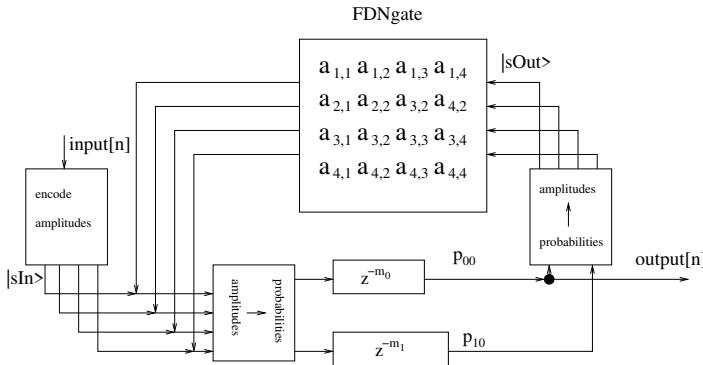 FDNgate
a1,1 a1,2 a1,3 a1,4
|sOut>
a2,1 a2,2 a3,2 a4,2
a3,1 a3,2 a3,3 a3,4
input[n]
a4,1 a4,2 a4,3 a4,4
encode
amplitudes
amplitudes
probabilities
|sIn>
amplitudes
probabilities
z^-m0
p00
output[n]
z^-m1
p10